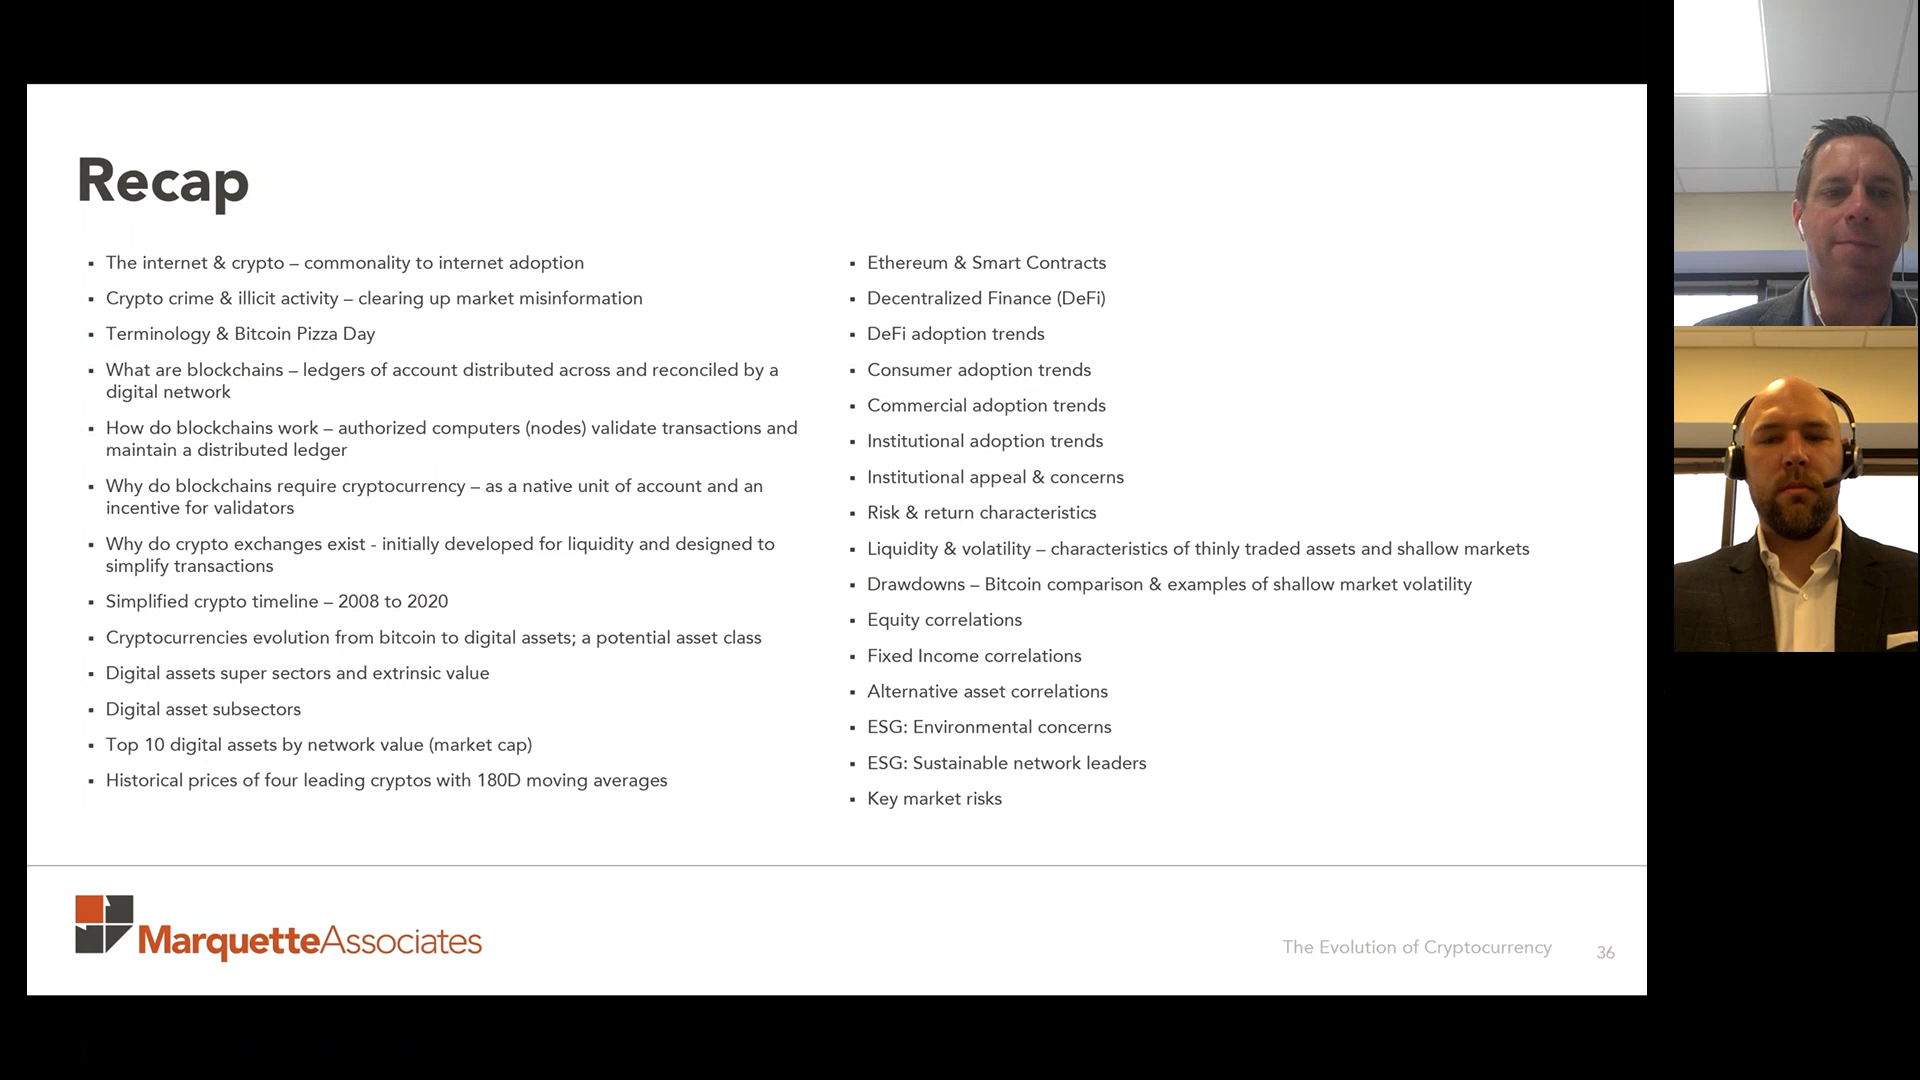 Recap
▪ The internet & crypto – commonality to internet adoption
▪ Crypto crime & illicit activity – clearing up market misinformation
▪ Terminology & Bitcoin Pizza Day
▪ What are blockchains – ledgers of account distributed across and reconciled by a
digital network
▪ How do blockchains work – authorized computers (nodes) validate transactions and
maintain a distributed ledger
▪ Why do blockchains require cryptocurrency – as a native unit of account and an
incentive for validators
▪ Why do crypto exchanges exist - initially developed for liquidity and designed to
simplify transactions
▪ Simplified crypto timeline – 2008 to 2020
▪ Cryptocurrencies evolution from bitcoin to digital assets; a potential asset class
▪ Digital assets super sectors and extrinsic value
▪ Digital asset subsectors
▪ Top 10 digital assets by network value (market cap)
▪ Historical prices of four leading cryptos with 180D moving averages
▪ Ethereum & Smart Contracts
▪ Decentralized Finance (DeFi)
▪ DeFi adoption trends
▪ Consumer adoption trends
▪ Commercial adoption trends
▪ Institutional adoption trends
▪ Institutional appeal & concerns
▪ Risk & return characteristics
▪ Liquidity & volatility – characteristics of thinly traded assets and shallow markets
▪ Drawdowns – Bitcoin comparison & examples of shallow market volatility
▪ Equity correlations
▪ Fixed Income correlations
▪ Alternative asset correlations
▪ ESG: Environmental concerns
▪ ESG: Sustainable network leaders
▪ Key market risks
MarquetteAssociates
The Evolution of Cryptocurrency 36